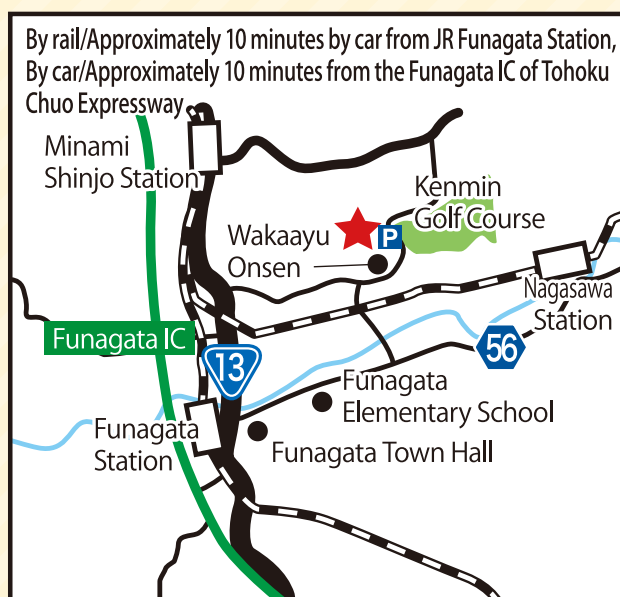 By rail/Approximately 10 minutes by car from JR Funagata Station,
By car/Approximately 10 minutes from the Funagata IC of Tohoku
Chuo Expressway
Minami
Shinjo Station
Kenmin
Golf Course
Wakaayu
Onsen
P
Nagasawa
Station
Funagata IC
13
56
Funagata
Elementary School
Funagata
Station
Funagata Town Hall